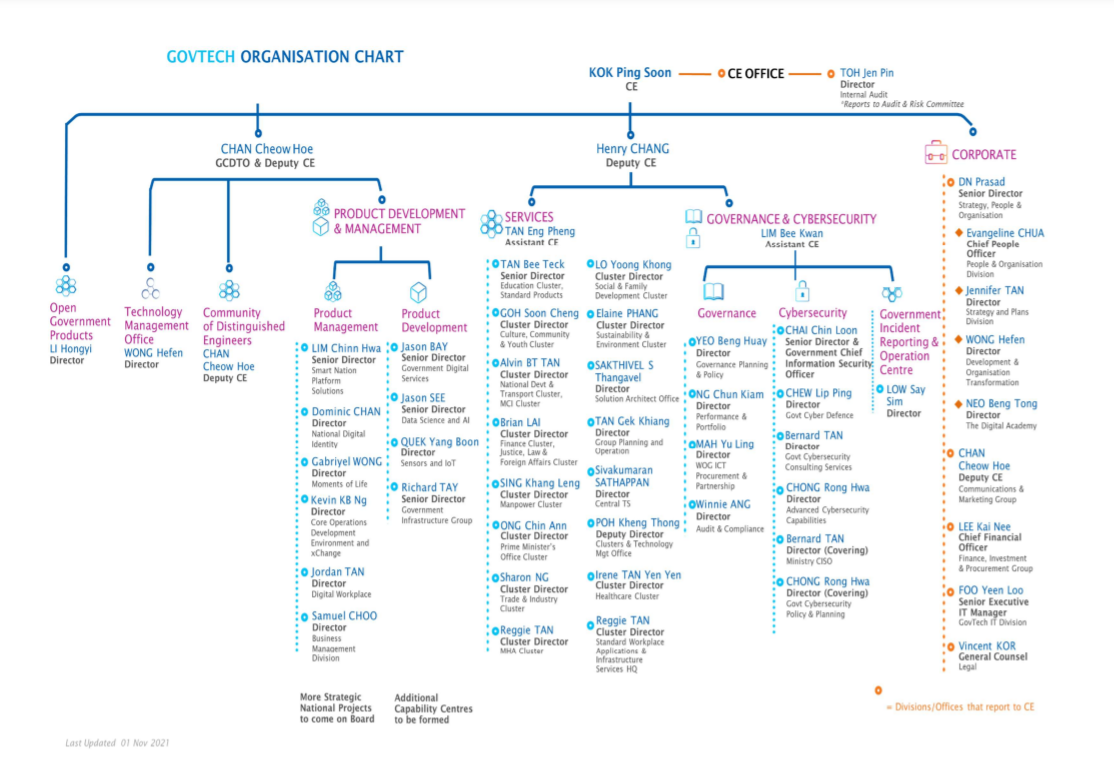 GOVTECH ORGANISATION CHART
KOK Ping Soon
CE
CE OFFICE
TOH Jen Pin
Director
Internal Audit
*Reports to Audit & Risk Committee
CHAN Cheow Hoe
GCDTO & Deputy CE
Henry CHANG
Deputy CE
Open
Government
Products
LI Hongyi
Director
Technology
Management
Office
WONG Hefen
Director
Community
of Distinguished
Engineers
CHAN
Cheow Hoe
Deputy CE
PRODUCT DEVELOPMENT
& MANAGEMENT
Product
Management
LIM Chinn Hwa
Senior Director
Smart Nation
Platform
Solutions
Dominic CHAN
Director
National Digital
Identity
Gabriyel WONG
Director
Moments of Life
Kevin KB Ng
Director
Core Operations
Development
Environment and
xChange
Jordan TAN
Director
Digital Workplace
Samuel CHOO
Director
Business
Management
Division
More Strategic
National Projects
to come on Board
Product
Development
Jason BAY
Senior Director
Government Digital
Services
Jason SEE
Senior Director
Data Science and AI
QUEK Yang Boon
Director
Sensors and IoT
Richard TAY
Senior Director
Government
Infrastructure Group
Additional
Capability Centres
to be formed
SERVICES
TAN Eng Pheng
Assistant CE
TAN Bee Teck
Senior Director
Education Cluster,
Standard Products
GOH Soon Cheng
Cluster Director
Culture, Community
& Youth Cluster
Alvin BT TAN
Cluster Director
National Devt &
Transport Cluster,
MCI Cluster
Brian LAI
Cluster Director
Finance Cluster,
Justice, Law &
Foreign Affairs Cluster
SING Khang Leng
Cluster Director
Manpower Cluster
ONG Chin Ann
Cluster Director
Prime Minister's
Office Cluster
Sharon NG
Cluster Director
Trade & Industry
Cluster
Reggie TAN
Cluster Director
MHA Cluster
LO Yoong Khong
Cluster Director
Social & Family
Development Cluster
Elaine PHANG
Cluster Director
Sustainability &
Environment Cluster
SAKTHIVEL S
Thangavel
Director
Solution Architect Office
TAN Gek Khiang
Director
Group Planning and
Operation
Sivakumaran
SATHAPPAN
Director
Central TS
POH Kheng Thong
Deputy Director
Clusters & Technology
Mgt Office
Irene TAN Yen Yen
Cluster Director
Healthcare Cluster
Reggie TAN
Cluster Director
Standard Workplace
Applications &
Infrastructure
Services HQ
GOVERNANCE & CYBERSECURITY
LIM Bee Kwan
Assistant CE
Governance
YEO Beng Huay
Director
Governance Planning
& Policy
NG Chun Kiam
Director
Performance &
Portfolio
MAH Yu Ling
Director
WOG ICT
Procurement &
Partnership
Winnie ANG
Director
Audit & Compliance
Cybersecurity
CHAI Chin Loon
Senior Director &
Government Chief
Information Security
Officer
CHEW Lip Ping
Director
Govt Cyber Defence
Bernard TAN
Director
Govt Cybersecurity
Consulting Services
CHONG Rong Hwa
Director
Advanced Cybersecurity
Capabilities
Bernard TAN
Director (Covering)
Ministry CISO
CHONG Rong Hwa
Director (Covering)
Govt Cybersecurity
Policy & Planning
Government
Incident
Reporting &
Operation
Centre
LOW Say
Sim
Director
CORPORATE
DN Prasad
Senior Director
Strategy, People &
Organisation
Evangeline CHUA
Chief People
Officer
People & Organisation
Division
Jennifer TAN
Director
Strategy and Plans
Division
WONG Hefen
Director
Development &
Organisation
Transformation
NEO Beng Tong
Director
The Digital Academy
CHAN
Cheow Hoe
Deputy CE
Communications &
Marketing Group
LEE Kai Nee
Chief Financial
Officer
Finance, Investment
& Procurement Group
FOO Yeen Loo
Senior Executive
IT Manager
GovTech IT Division
Vincent KOR
General Counsel
Legal
= Divisions/Offices that report to CE
Last Updated 01 Nov 2021